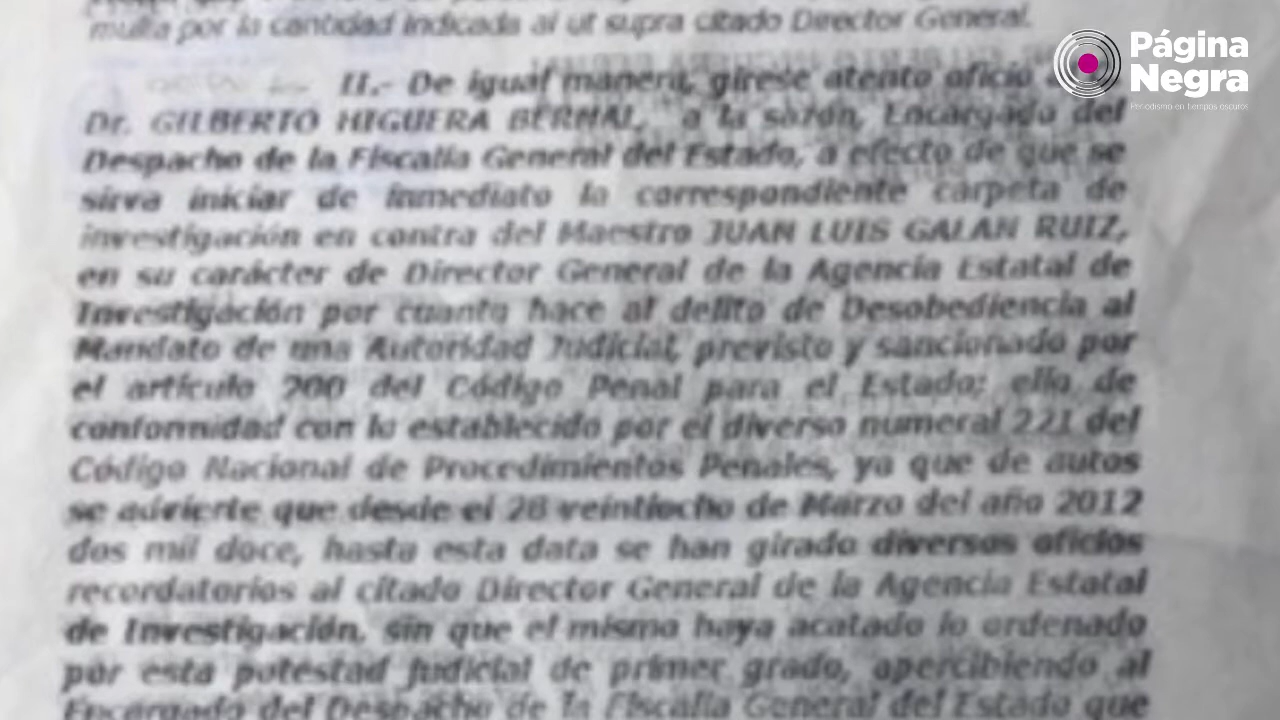 multa por la cantidad indicada al ut supra citado Director General.
II.- De igual manera, gírese atento oficio
Dr. GILBERTO HIGUERA BERNAL, a la sazón, Encargado del
Despacho de la Fiscalía General del Estado, a efecto de que se
sirva iniciar de inmediato la correspondiente carpeta de
investigación en contra del Maestro JUAN LUIS GALAN RUIZ,
en su carácter de Director General de la Agencia Estatal de
Investigación por cuanto hace al delito de Desobediencia al
Mandato de una Autoridad Judicial, previsto y sancionado por
el artículo 200 del Código Penal para el Estado; ello de
conformidad con lo establecido por el diverso numeral 221 del
Código Nacional de Procedimientos Penales, ya que de autos
se advierte que desde el 28 veintiocho de Marzo del año 2012
dos mil doce, hasta esta data se han girado diversos oficios
recordatorios al citado Director General de la Agencia Estatal
de Investigación, sin que el mismo haya acatado lo ordenado
por esta potestad judicial de primer grado, apercibiendo al
Encargado del Despacho de la Fiscalía General del Estado que
Página
Negra
Periodismo en tiempos oscuros